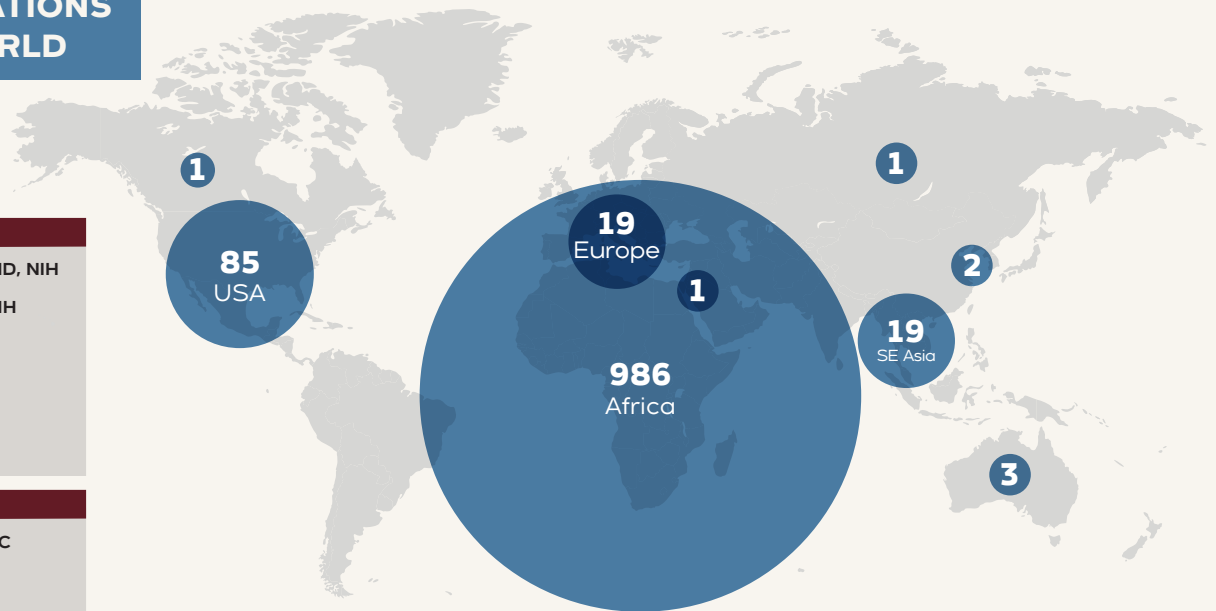 ATIONS
RLD
ID, NIH
IH
C
1
85
USA
19
Europe
1
986
Africa
1
2
19
SE Asia
3